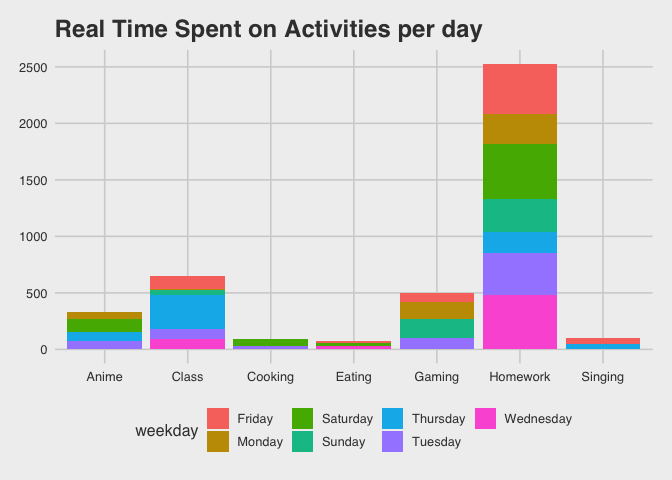 Real Time Spent on Activities per day
2500
2000
1500
1000
500
0
Anime Class Cooking Eating Gaming Homework Singing
weekday
Friday Saturday Thursday Wednesday
Monday Sunday Tuesday